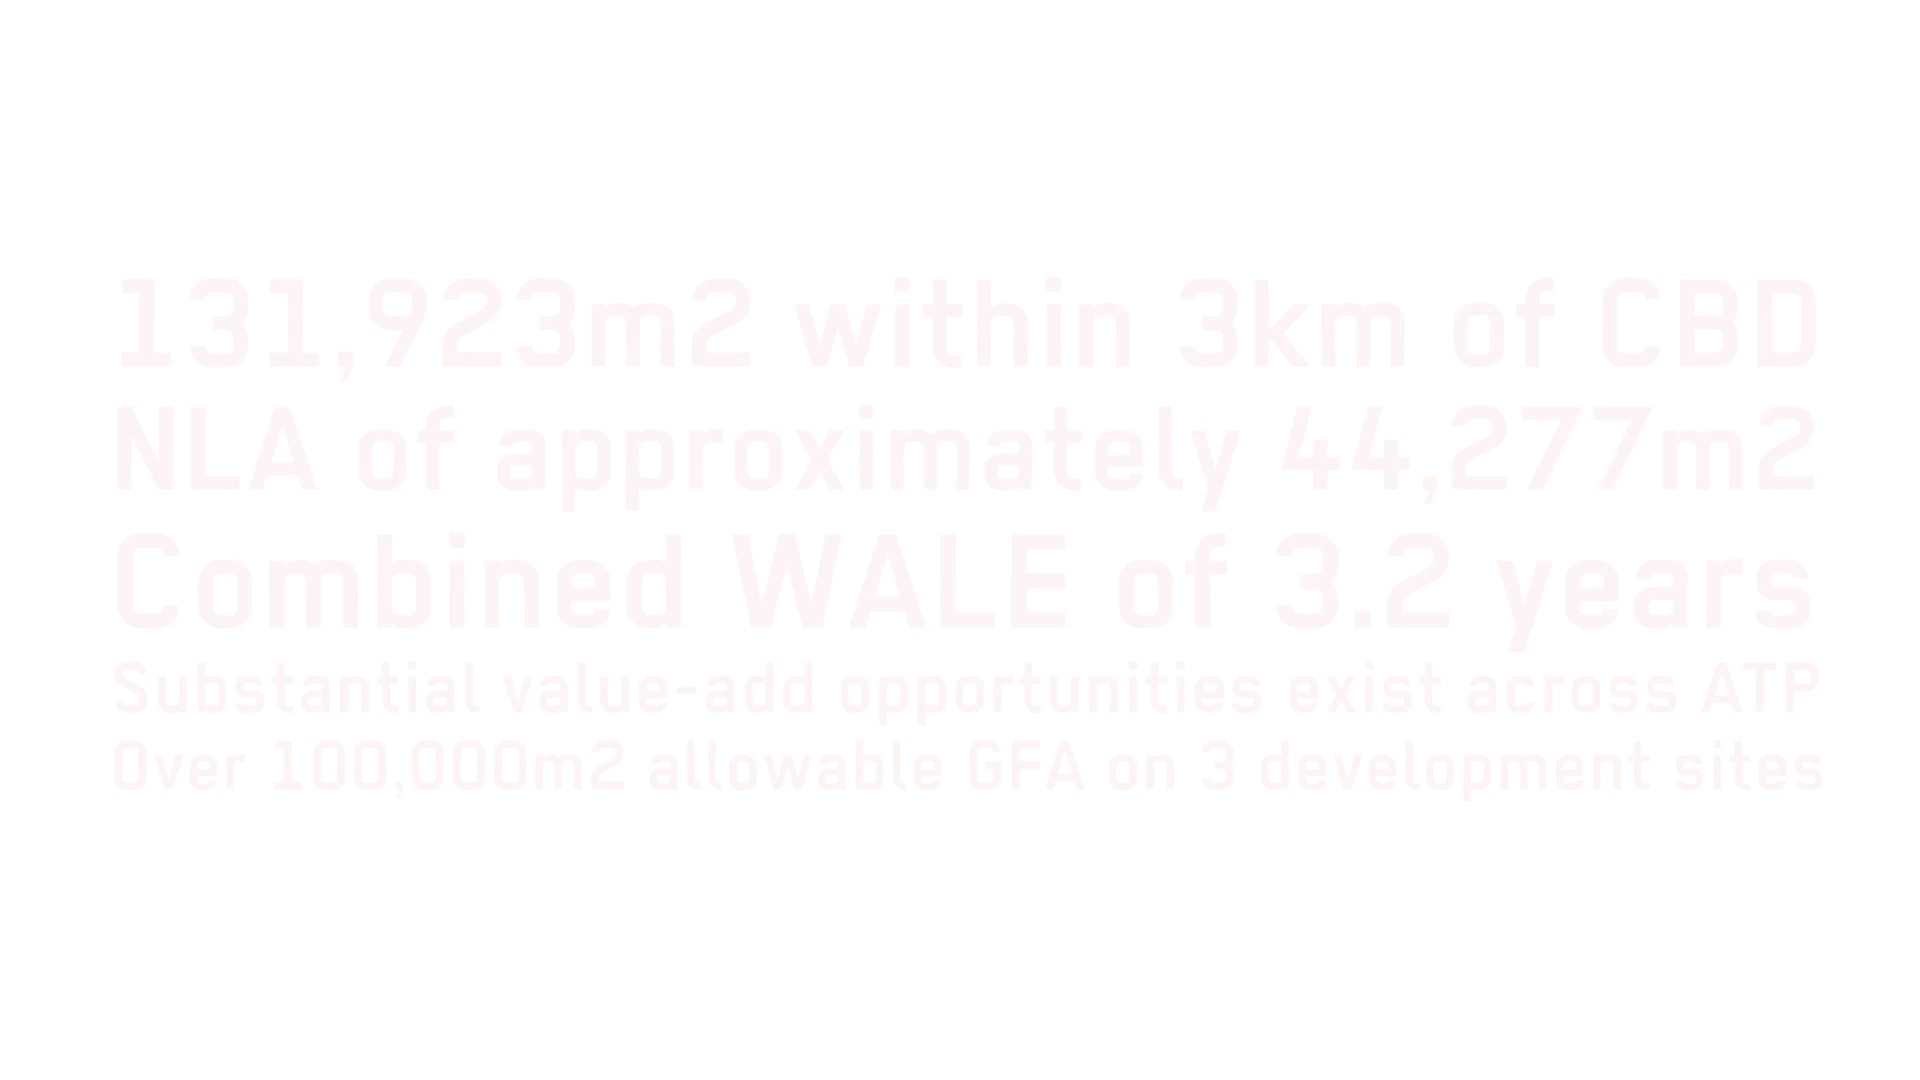 131,923m2 within 3km of CBD
NLA of approximately 44,277m2
Combined WALE of 3.2 years
Substantial value-add opportunities exist across ATP
Over 100,000m2 allowable GFA on 3 development sites